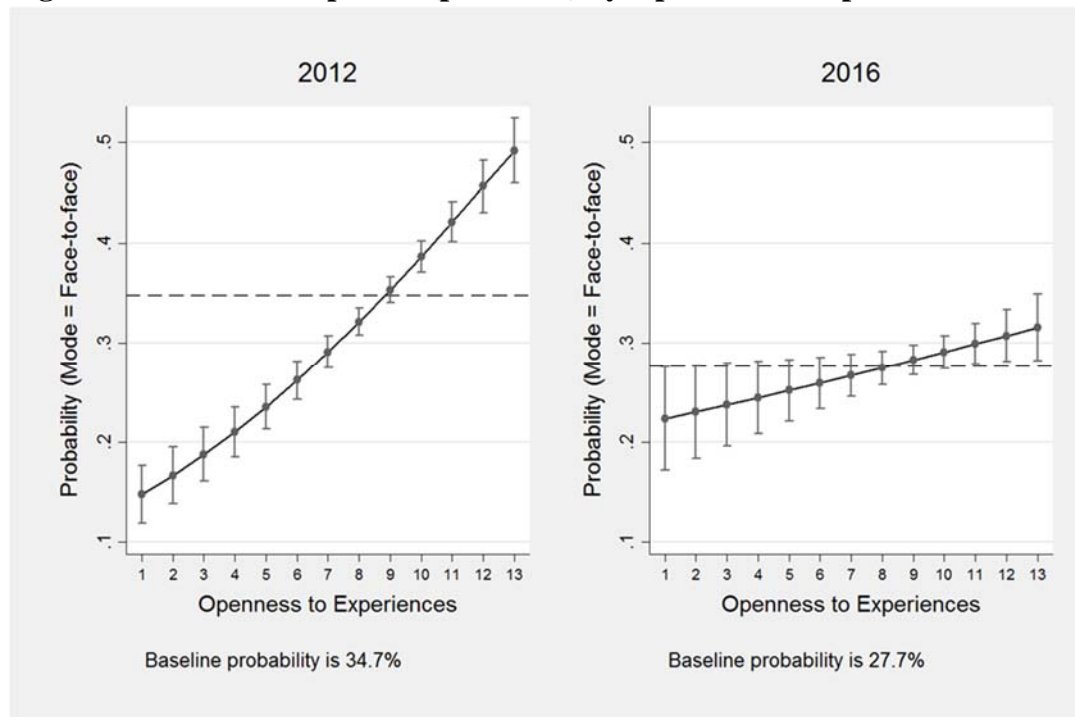 2012
Probability (Mode = Face-to-face)
.5
.4
.3
.2
.1
1 2 3 4 5 6 7 8 9 10 11 12 13
Openness to Experiences
Baseline probability is 34.7%
2016
Probability (Mode = Face-to-face)
.5
.4
.3
.2
.1
1 2 3 4 5 6 7 8 9 10 11 12 13
Openness to Experiences
Baseline probability is 27.7%